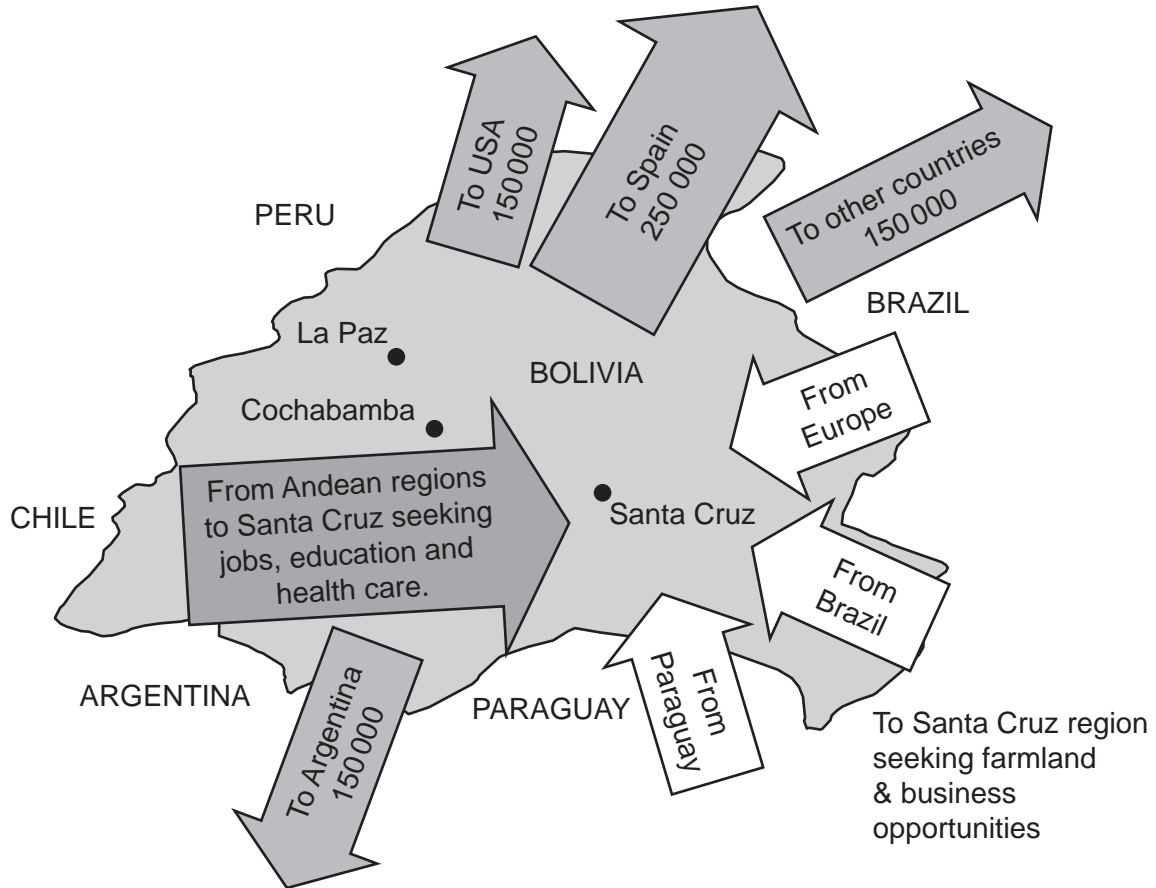 To USA
150 000
To Spain
250 000
To other countries
150 000
PERU
BRAZIL
La Paz
BOLIVIA
From
Europe
Cochabamba
From Andean regions
to Santa Cruz seeking
jobs, education and
health care.
CHILE
Santa Cruz
From
Brazil
From
Paraguay
ARGENTINA
To Argentina
150 000
PARAGUAY
To Santa Cruz region
seeking farmland
& business
opportunities